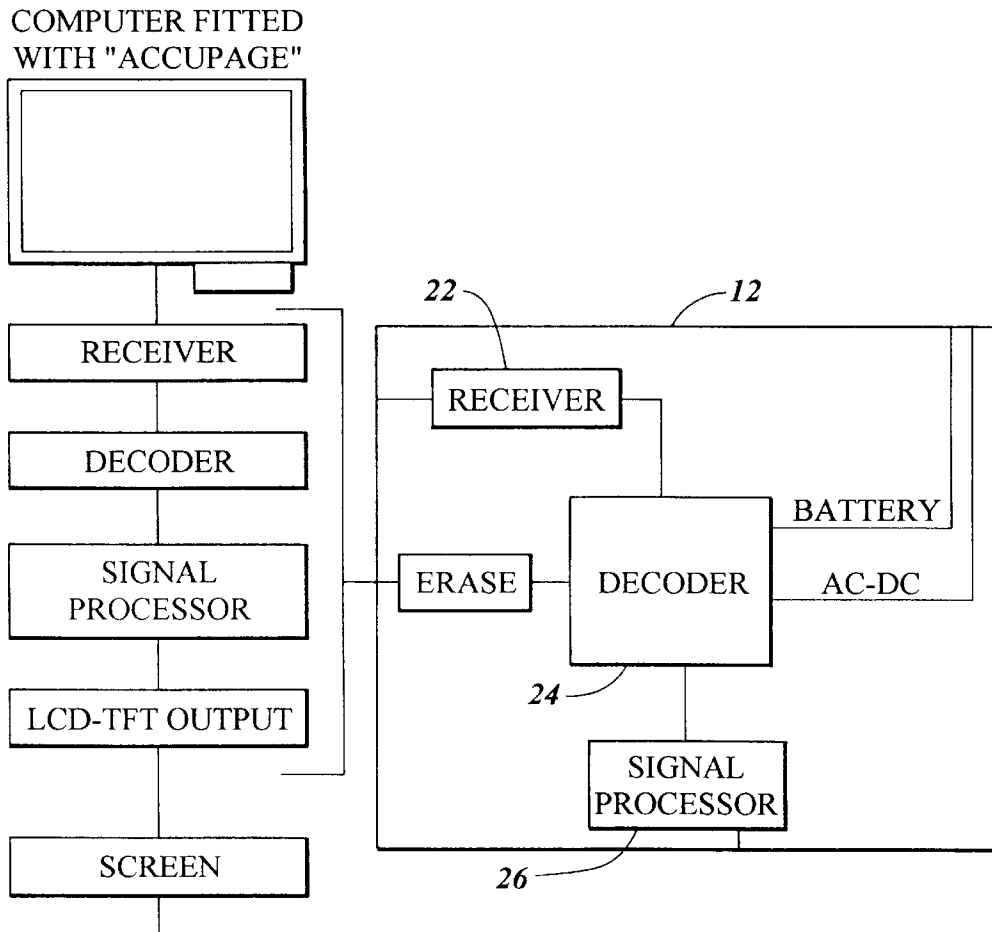 COMPUTER FITTED
WITH "ACCUPAGE"
RECEIVER
DECODER
SIGNAL
PROCESSOR
LCD-TFT OUTPUT
SCREEN
22
12
RECEIVER
BATTERY
ERASE
DECODER
AC-DC
24
SIGNAL
PROCESSOR
26